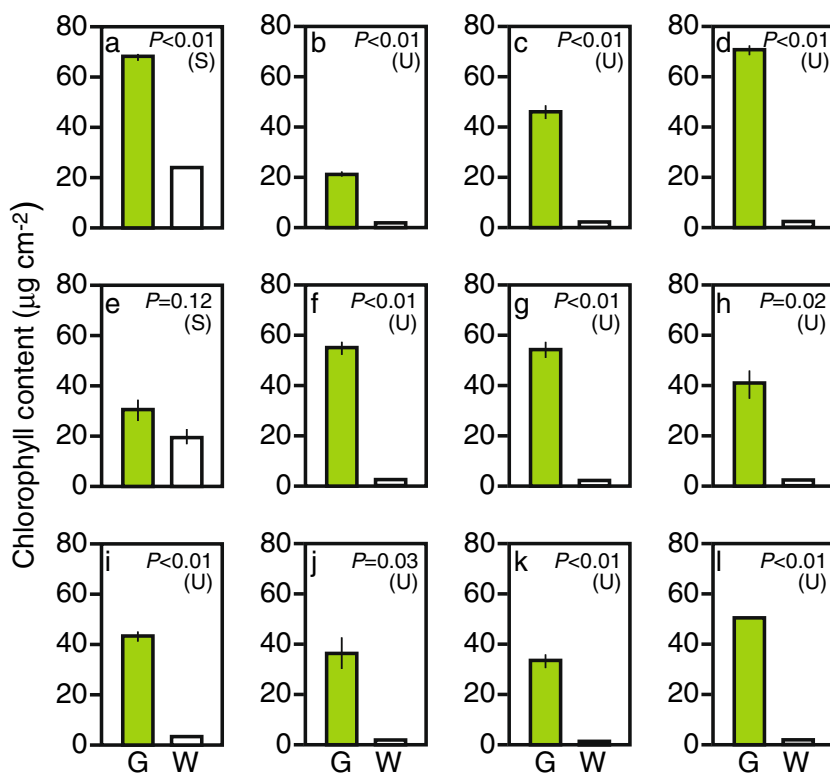 Chlorophyll content (µg cm-2)
a P<0.01
(S)
80
60
40
20
0
b P<0.01
(U)
80
60
40
20
0
c P<0.01
(U)
80
60
40
20
0
d P<0.01
(U)
80
60
40
20
0
e P=0.12
(S)
80
60
40
20
0
f P<0.01
(U)
80
60
40
20
0
g P<0.01
(U)
80
60
40
20
0
h P=0.02
(U)
80
60
40
20
0
i P<0.01
(U)
80
60
40
20
0
G W
j P=0.03
(U)
80
60
40
20
0
G W
k P<0.01
(U)
80
60
40
20
0
G W
l P<0.01
(U)
80
60
40
20
0
G W